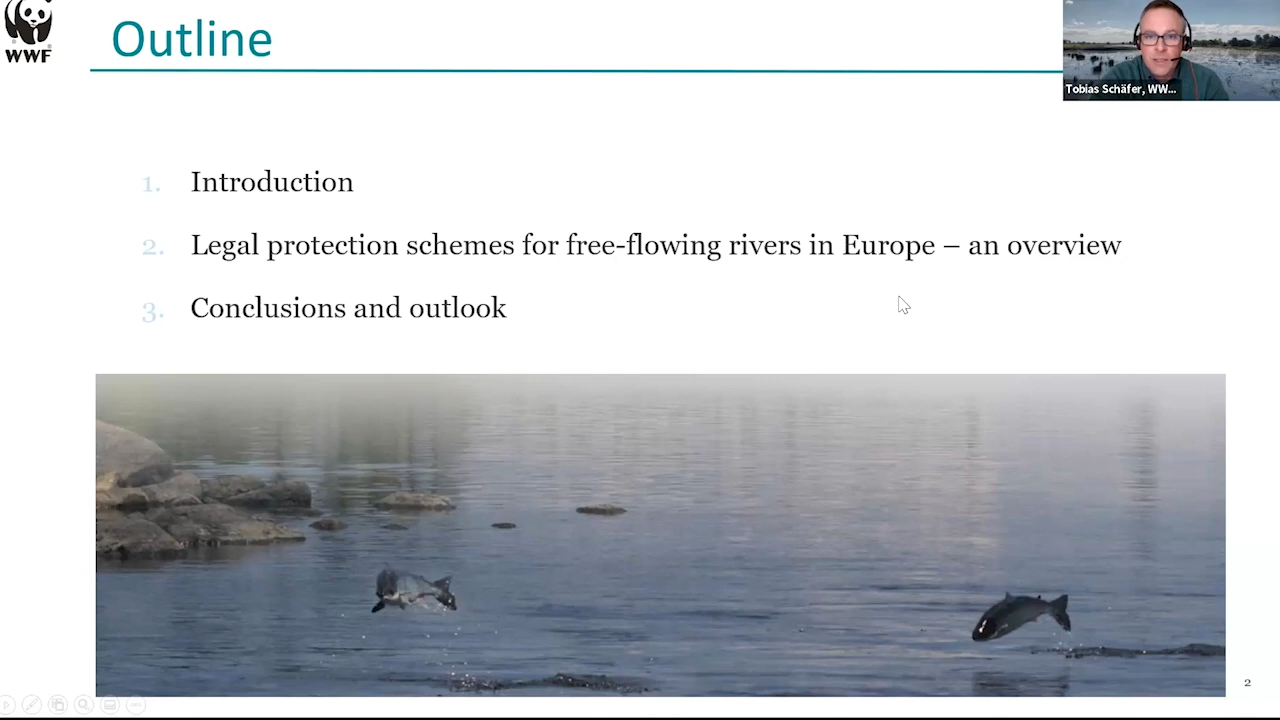 WWF
Outline
Tobias Schäfer, WW...
1. Introduction
2. Legal protection schemes for free-flowing rivers in Europe – an overview
3. Conclusions and outlook
2